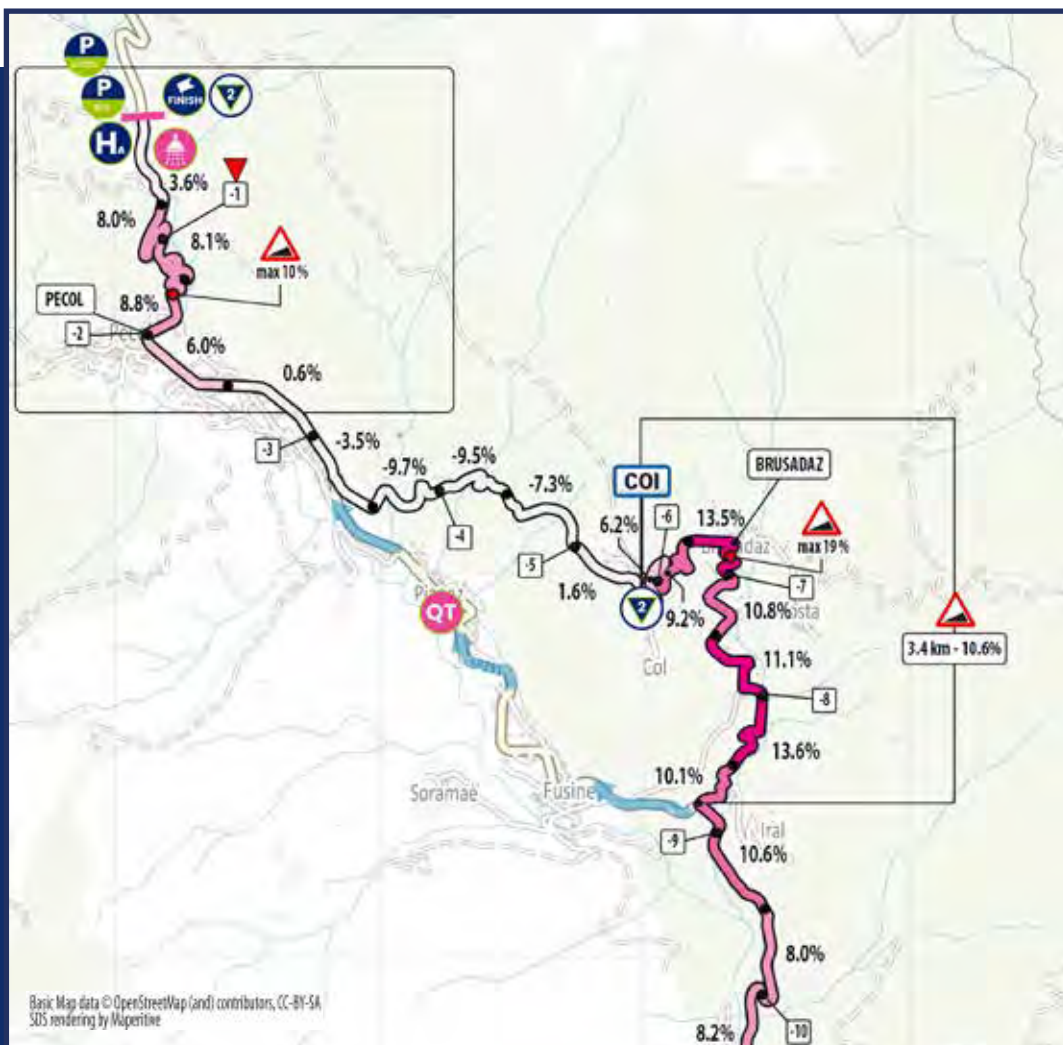 P
P
FINISH
2
HA
3.6%
-1
8.0%
8.1%
max 10 %
PECOL
8.8%
-2
6.0%
0.6%
-3
-3.5%
-9.7%
-9.5%
-7.3%
COI
BRUSADAZ
-6
13.5%
6.2%
max 19 %
-4
-5
-7
1.6%
2
9.2%
10.8%
QT
3.4 km - 10.6%
Col
11.1%
-8
13.6%
10.1%
Soramaè
Fusine
-9
Iral
10.6%
8.0%
Basic Map data © OpenStreetMap (and) contributors, CC-BY-SA
SDS rendering by Maperitive
8.2%
-10